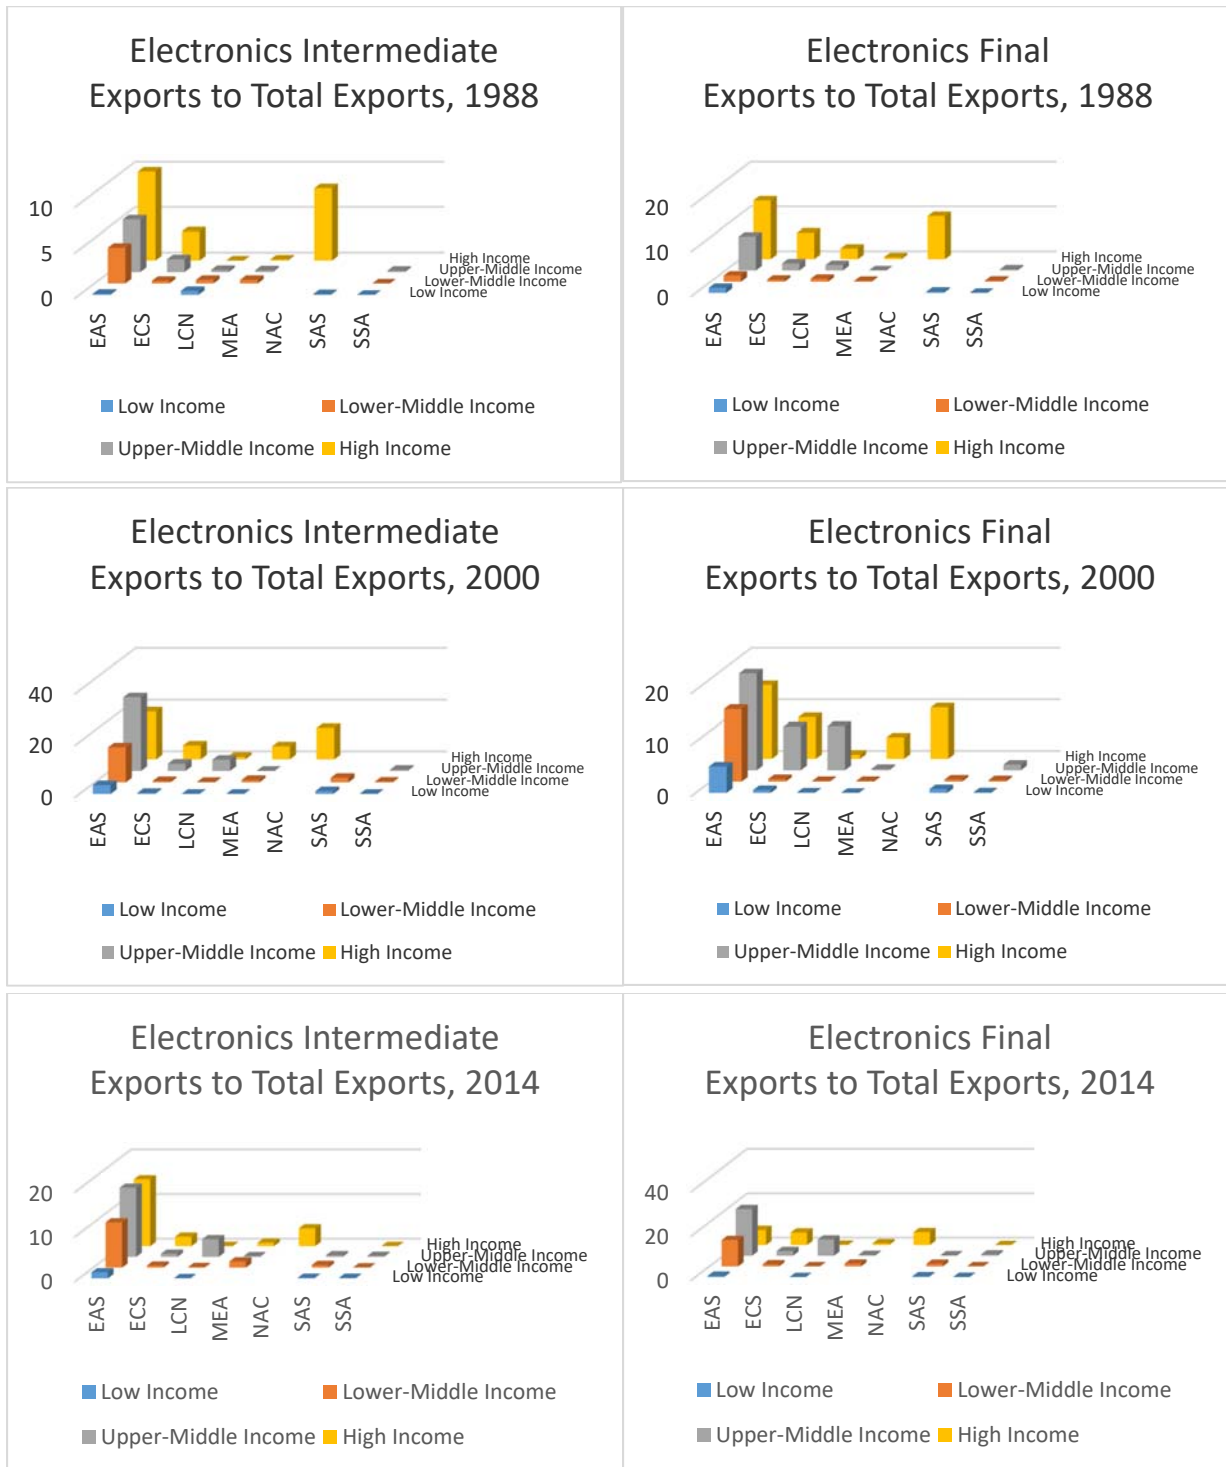 Electronics Intermediate
Exports to Total Exports, 1988
10
5
0
EAS
ECS
LCN
MEA
NAC
SAS
SSA
High Income
Upper-Middle Income
Lower-Middle Income
Low Income
Low Income
Lower-Middle Income
Upper-Middle Income
High Income
Electronics Final
Exports to Total Exports, 1988
20
10
0
EAS
ECS
LCN
MEA
NAC
SAS
SSA
High Income
Upper-Middle Income
Lower-Middle Income
Low Income
Low Income
Lower-Middle Income
Upper-Middle Income
High Income
Electronics Intermediate
Exports to Total Exports, 2000
40
20
0
EAS
ECS
LCN
MEA
NAC
SAS
SSA
High Income
Upper-Middle Income
Lower-Middle Income
Low Income
Low Income
Lower-Middle Income
Upper-Middle Income
High Income
Electronics Final
Exports to Total Exports, 2000
20
10
0
EAS
ECS
LCN
MEA
NAC
SAS
SSA
High Income
Upper-Middle Income
Lower-Middle Income
Low Income
Low Income
Lower-Middle Income
Upper-Middle Income
High Income
Electronics Intermediate
Exports to Total Exports, 2014
20
10
0
EAS
ECS
LCN
MEA
NAC
SAS
SSA
High Income
Upper-Middle Income
Lower-Middle Income
Low Income
Low Income
Lower-Middle Income
Upper-Middle Income
High Income
Electronics Final
Exports to Total Exports, 2014
40
20
0
EAS
ECS
LCN
MEA
NAC
SAS
SSA
High Income
Upper-Middle Income
Lower-Middle Income
Low Income
Low Income
Lower-Middle Income
Upper-Middle Income
High Income